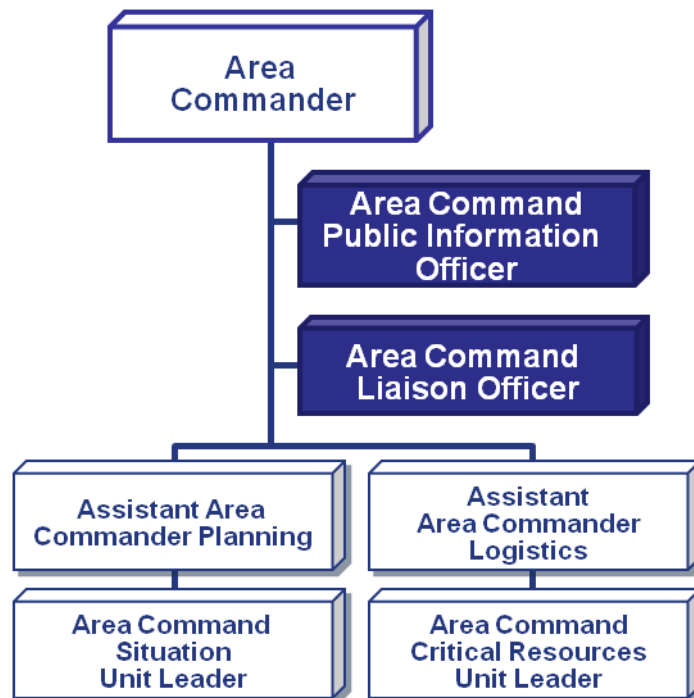 Area
Commander
Area Command
Public Information
Officer
Area Command
Liaison Officer
Assistant Area
Commander Planning
Assistant
Area Commander
Logistics
Area Command
Situation
Unit Leader
Area Command
Critical Resources
Unit Leader